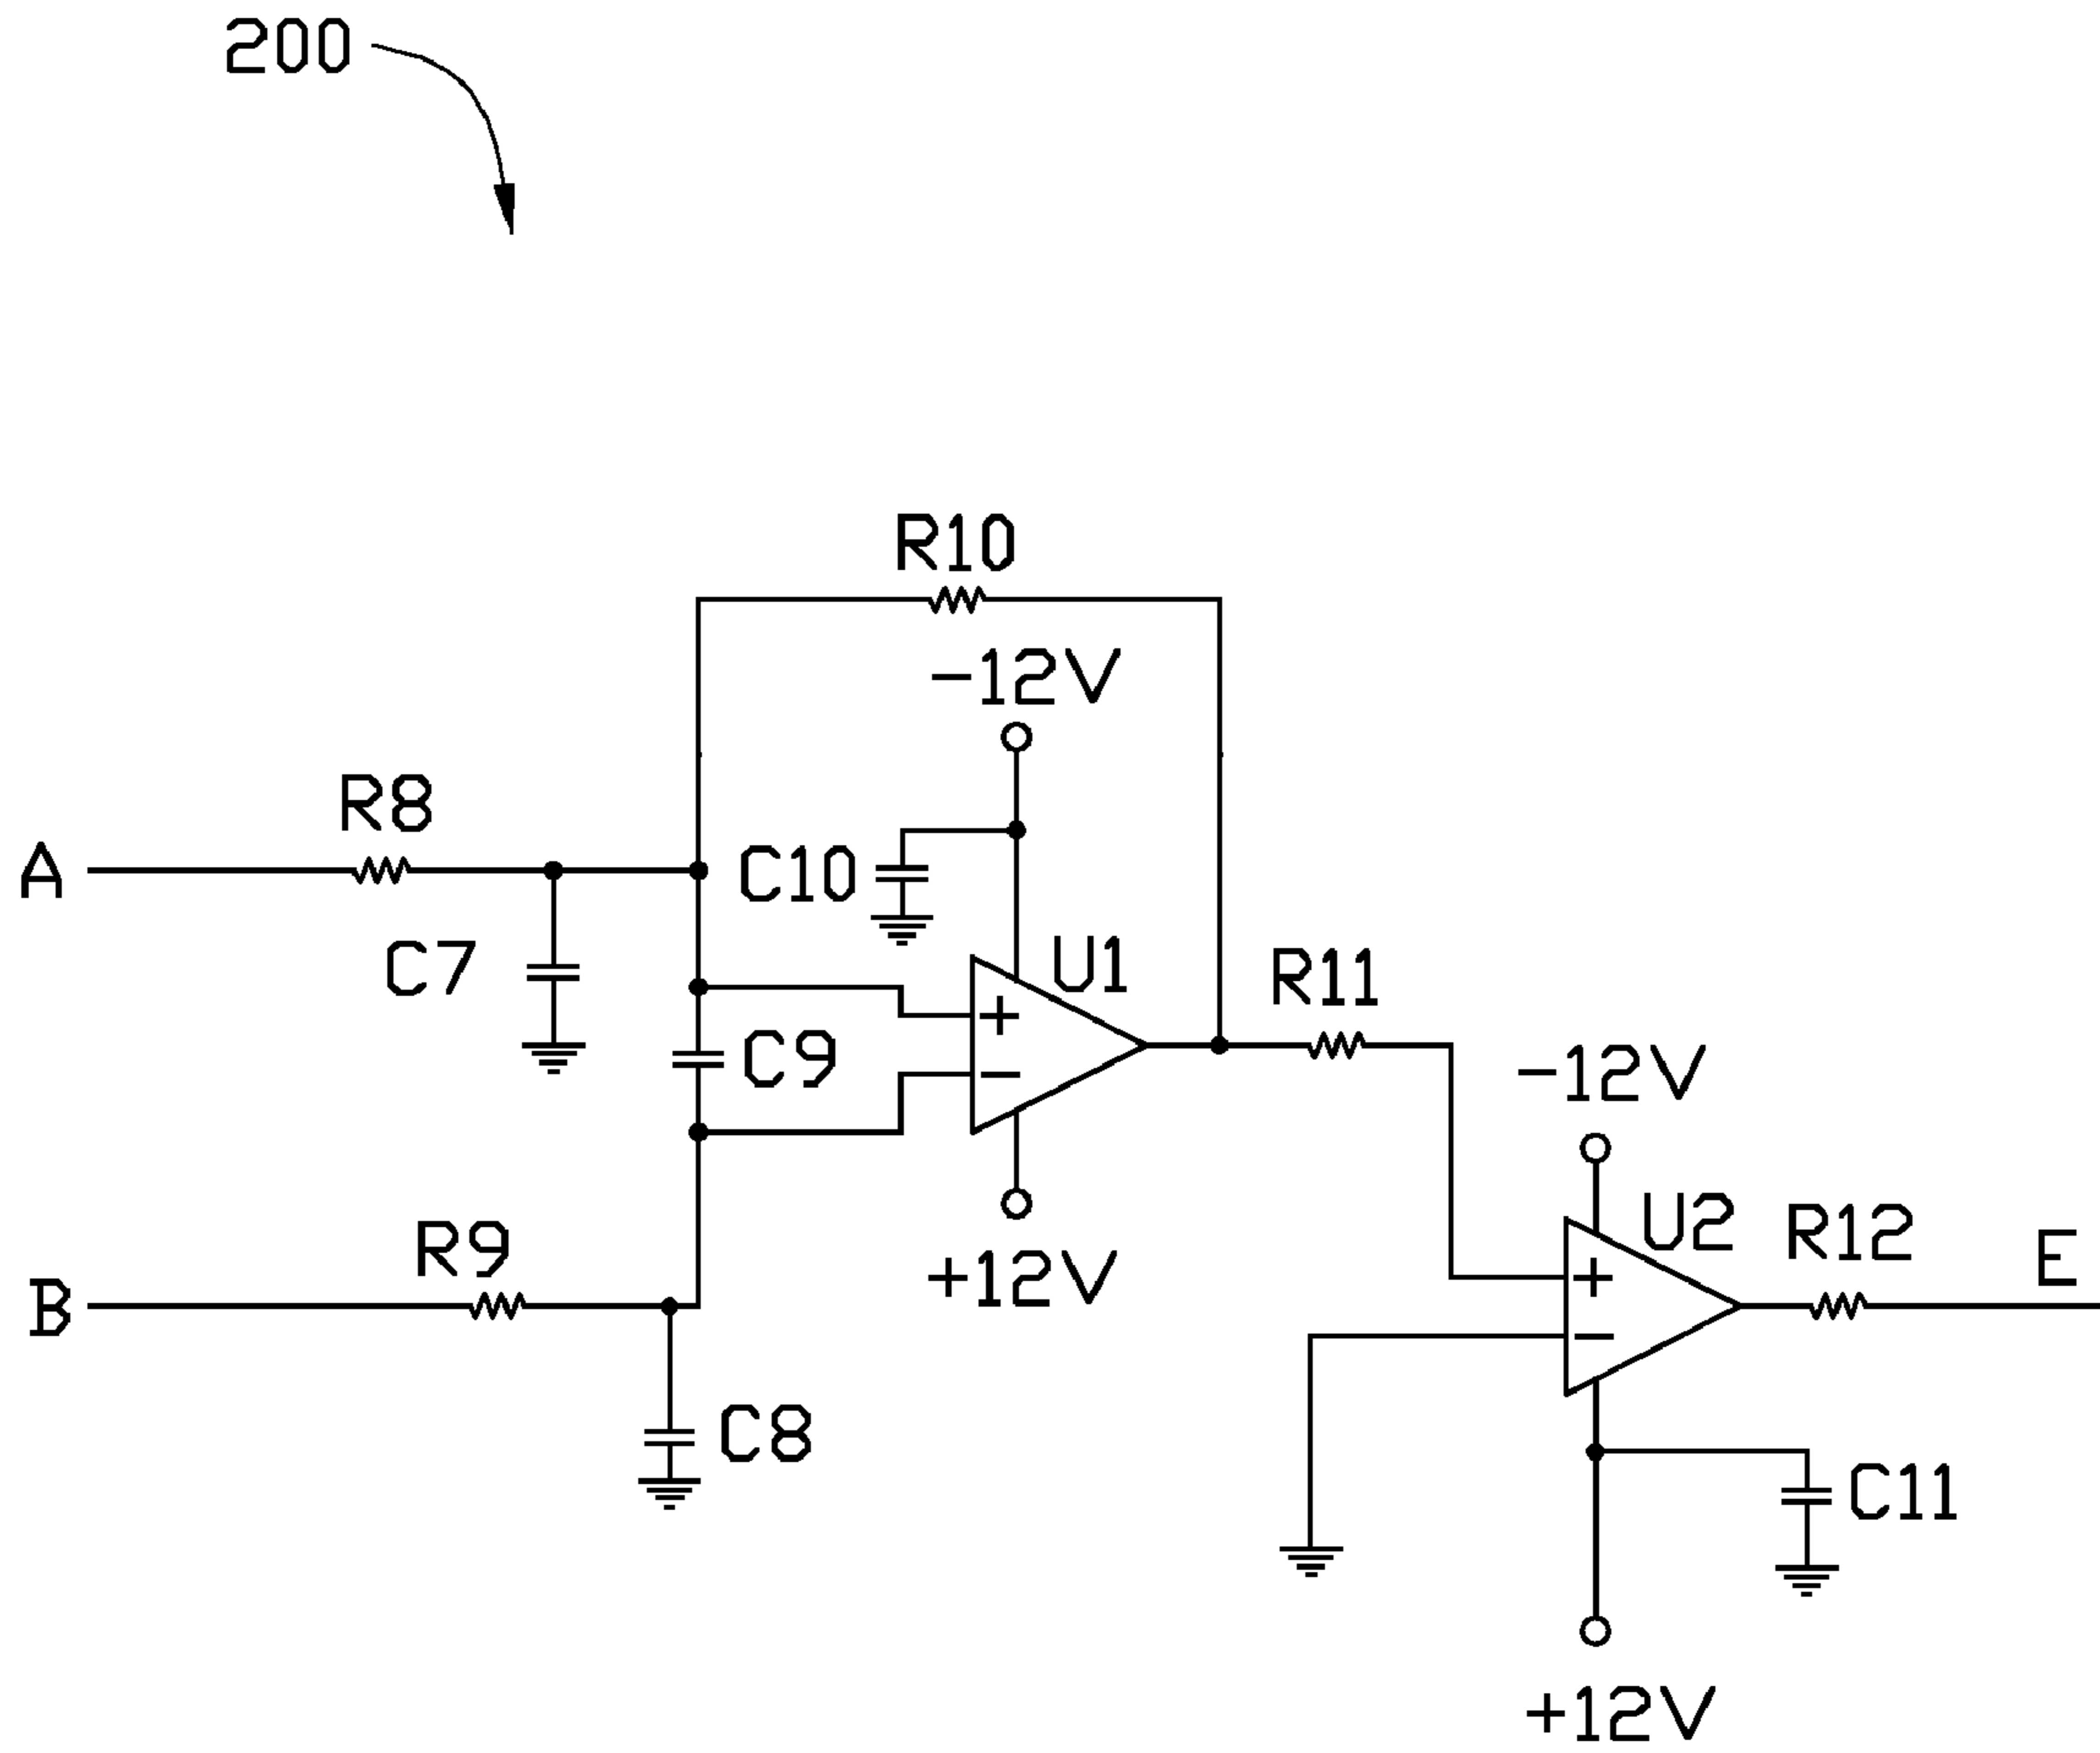 200
R10
-12V
R8
A
C10
C7
U1
R11
+
C9
-
-12V
R9
B
+12V
U2
R12
E
+
-
C8
C11
+12V